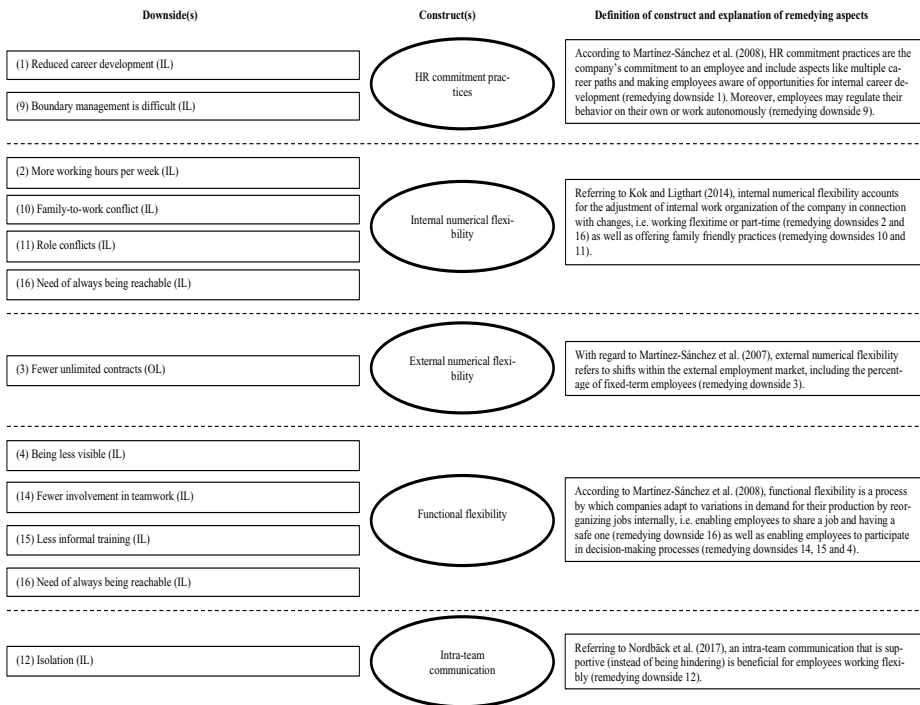 Downside(s)
Construct(s)
Definition of construct and explanation of remedying aspects
(1) Reduced career development (IL)
(9) Boundary management is difficult (IL)
HR commitment prac-
tices
According to Martínez-Sánchez et al. (2008), HR commitment practices are the
company's commitment to an employee and include aspects like multiple
career paths and making employees aware of opportunities for internal career de-
velopment (remedying downside 1). Moreover, employees may regulate their
behavior on their own or work autonomously (remedying downside 9).
(2) More working hours per week (IL)
(10) Family-to-work conflict (IL)
(11) Role conflicts (IL)
(16) Need of always being reachable (IL)
Internal numerical flexi-
bility
Referring to Kok and Ligthart (2014), internal numerical flexibility accounts
for the adjustment of internal work organization of the company in connection
with changes, i.e. working flexitime or part-time (remedying downsides 2 and
16) as well as offering family friendly practices (remedying downsides 10 and
11).
(3) Fewer unlimited contracts (OL)
External numerical flexi-
bility
With regard to Martínez-Sánchez et al. (2007), external numerical flexibility
refers to shifts within the external employment market, including the percent-
age of fixed-term employees (remedying downside 3).
(4) Being less visible (IL)
(14) Fewer involvement in teamwork (IL)
(15) Less informal training (IL)
(16) Need of always being reachable (IL)
Functional flexibility
According to Martínez-Sánchez et al. (2008), functional flexibility is a process
by which companies adapt to variations in demand for their production by reor-
ganizing jobs internally, i.e. enabling employees to share a job and having a
safe one (remedying downside 16) as well as enabling employees to participate
in decision-making processes (remedying downsides 14, 15 and 4).
(12) Isolation (IL)
Intra-team
communication
Referring to Nordbäck et al. (2017), an intra-team communication that is sup-
portive (instead of being hindering) is beneficial for employees working flexi-
bly (remedying downside 12).